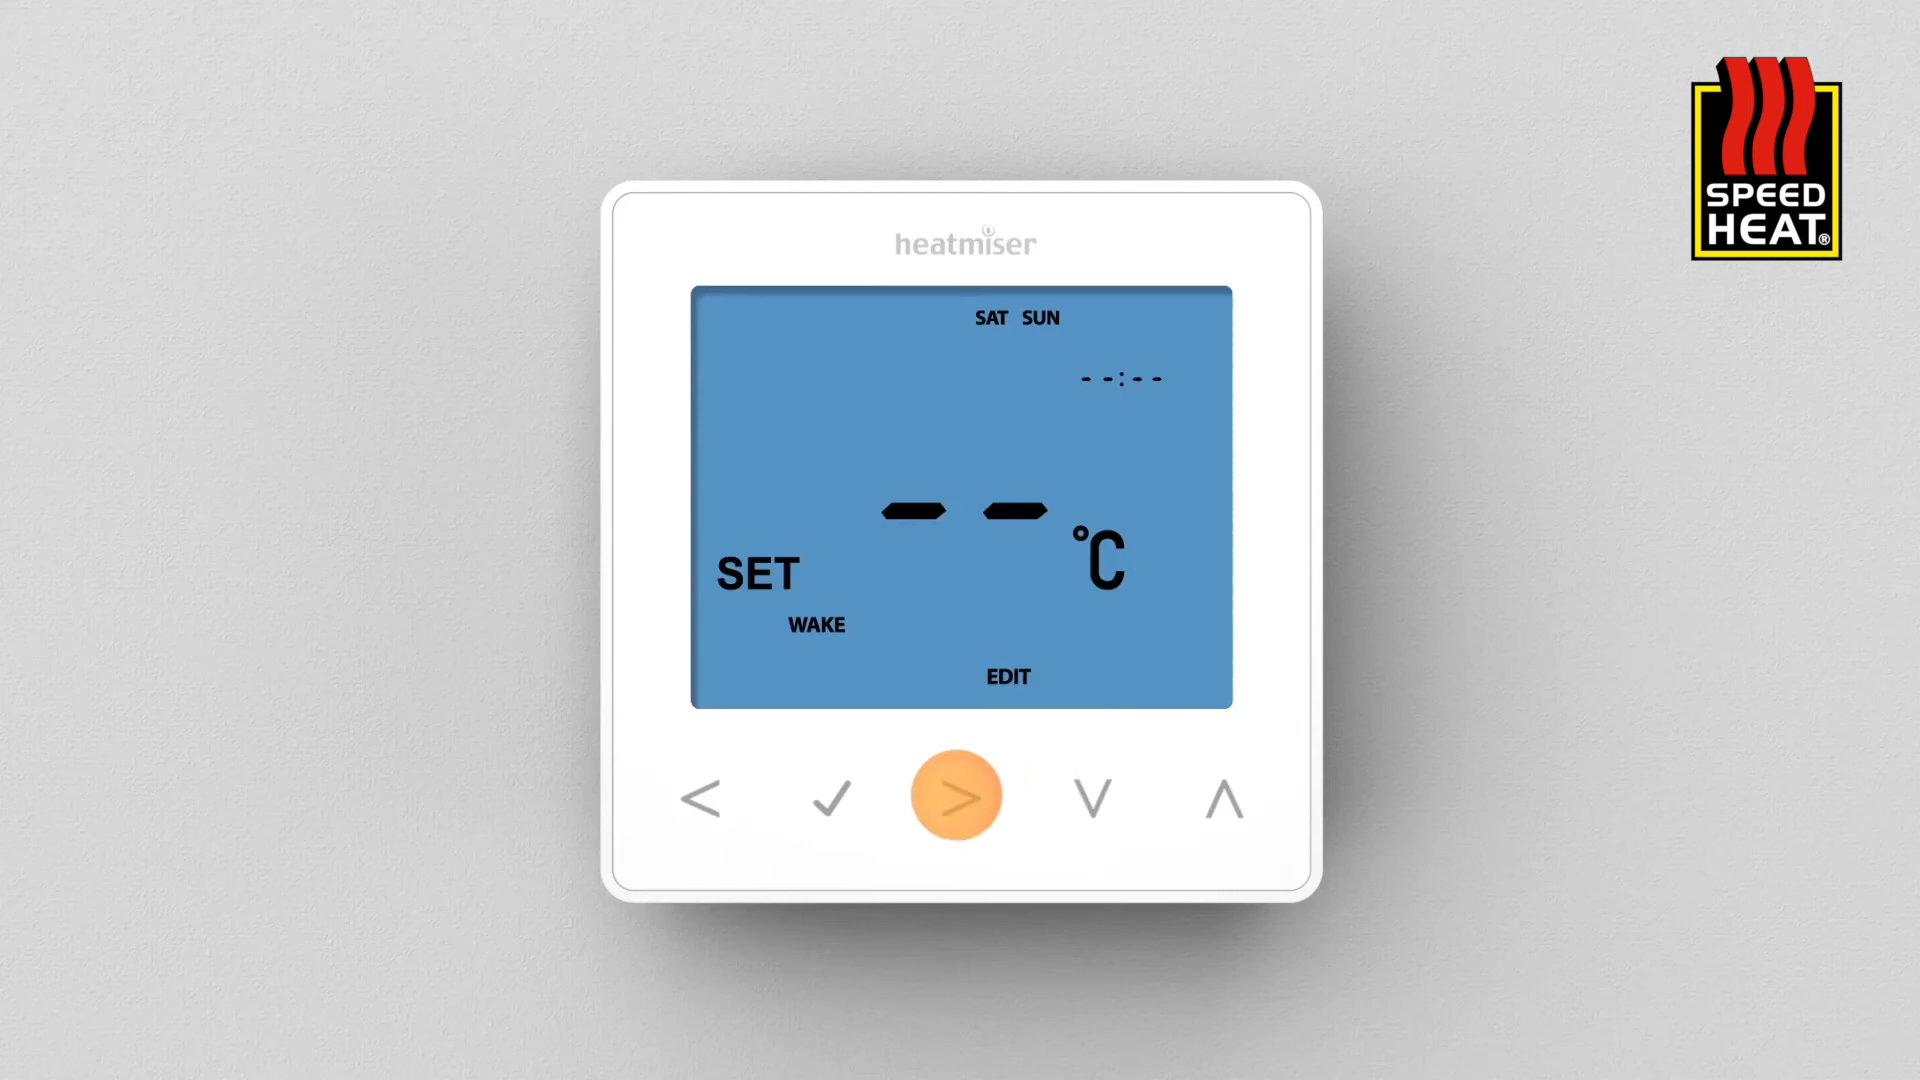 heatmiser
SAT SUN
--:--
-- °C
SET
WAKE
EDIT
SPEED
HEAT®